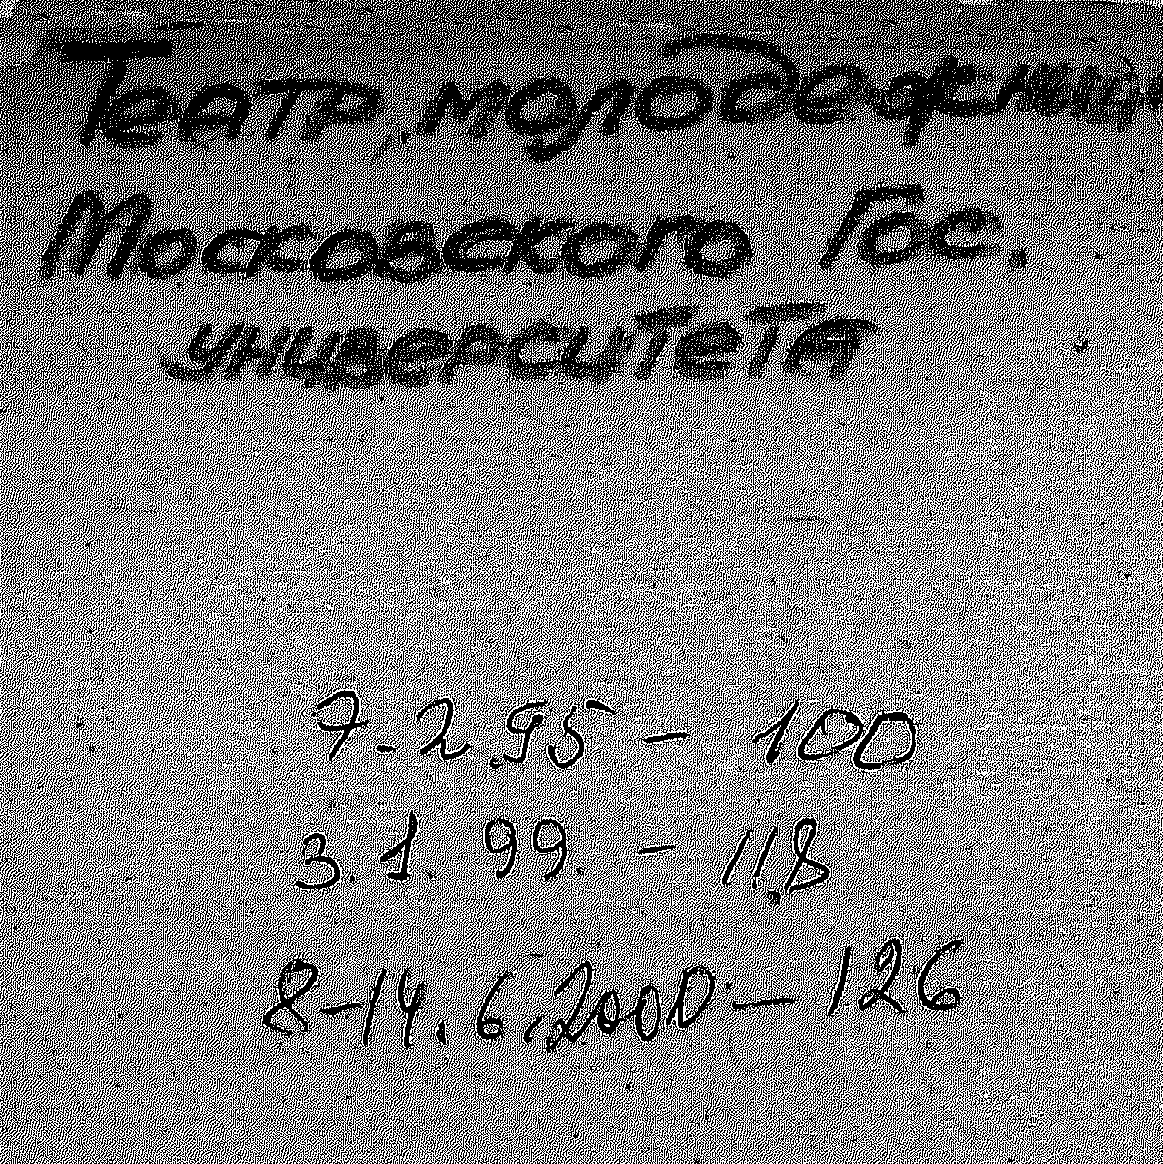 Театр молодежный
Московского Гос.
университета
7-2.95 - 100
3.1.99. - 118
8-14.6.2000 - 126